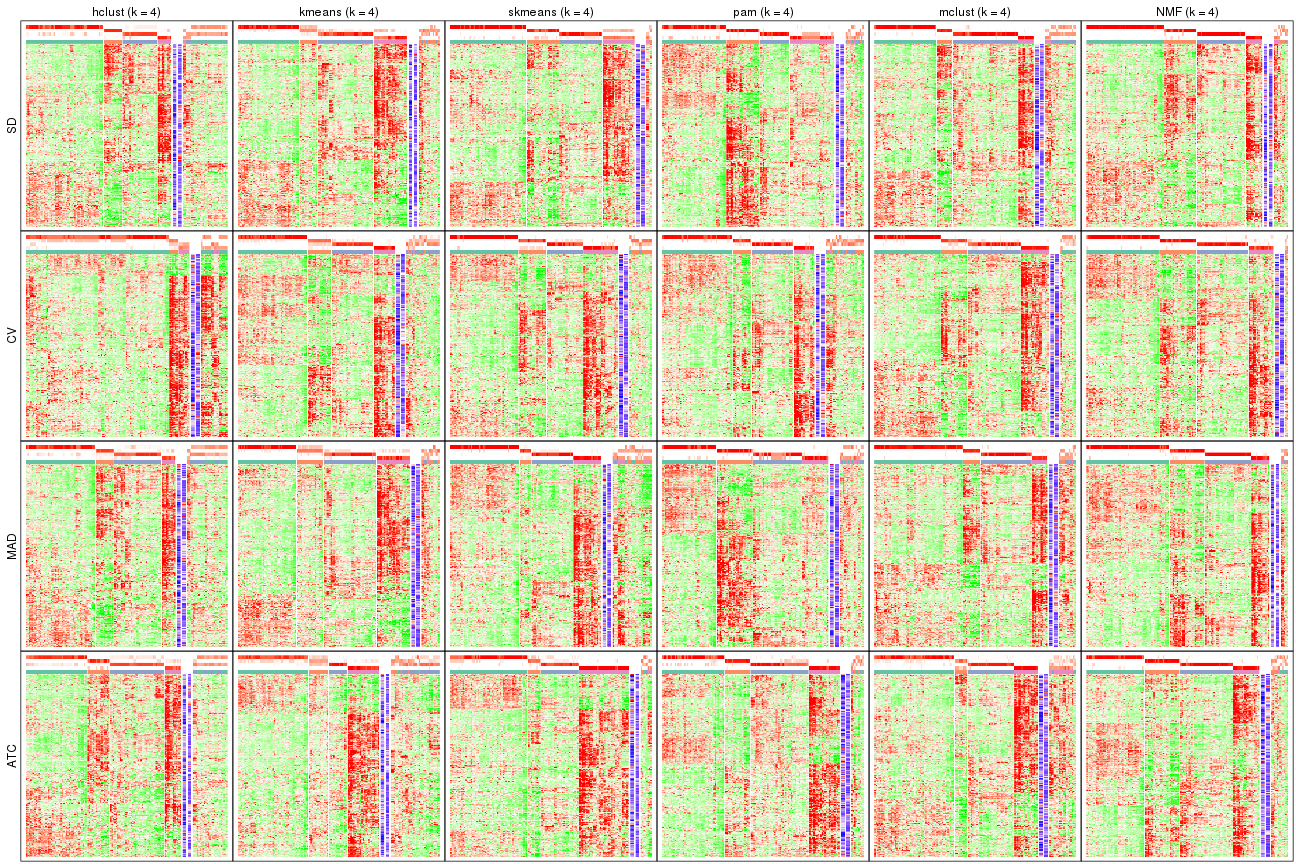 hclust (k = 4) kmeans (k = 4) skmeans (k = 4) pam (k = 4) mclust (k = 4) NMF (k = 4)
SD
CV
MAD
ATC